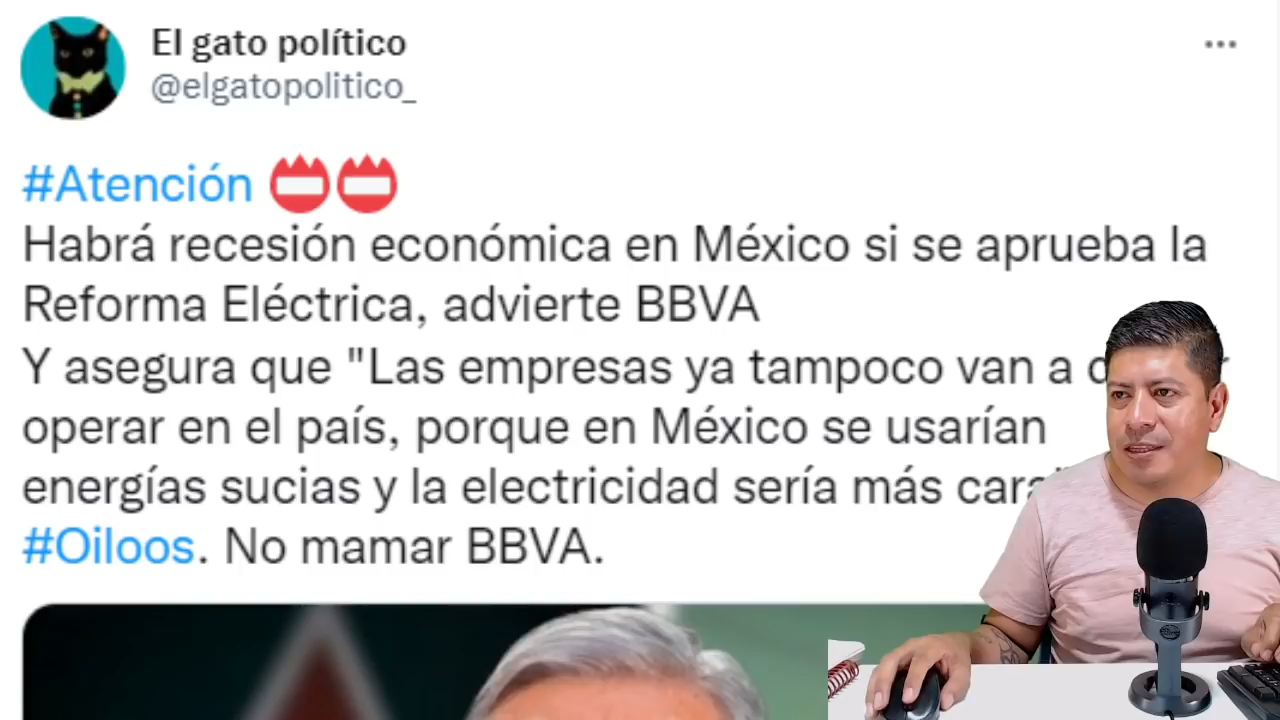 El gato político
@elgatopolitico_
#Atención
Habrá recesión económica en México si se aprueba la
Reforma Eléctrica, advierte BBVA
Y asegura que "Las empresas ya tampoco van a
operar en el país, porque en México se usarían
energías sucias y la electricidad sería más cara
#Oiloos. No mamar BBVA.